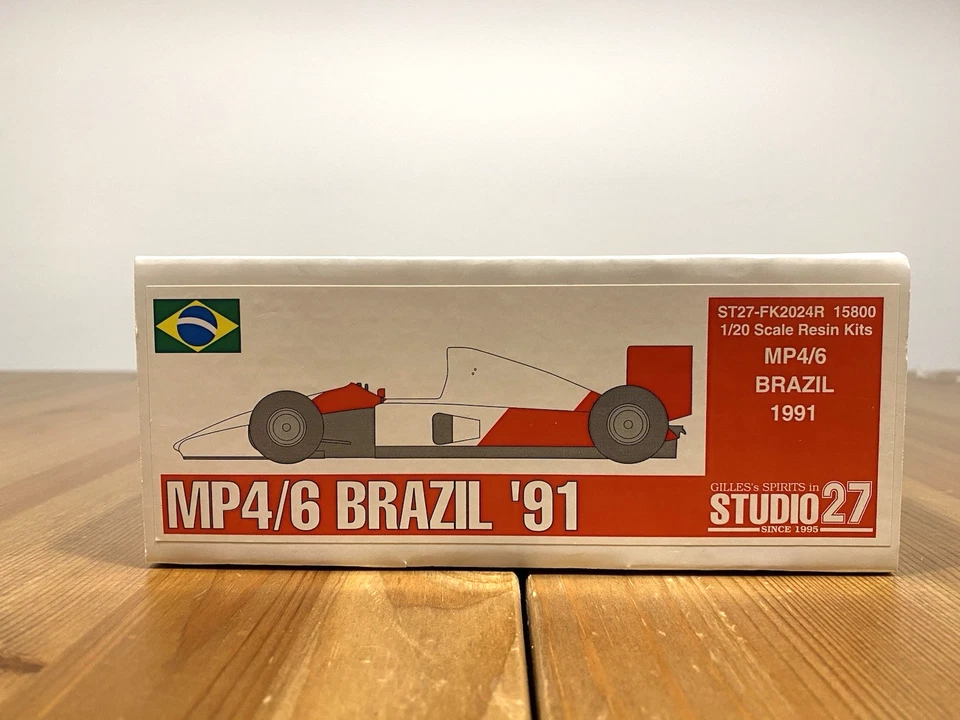 ST27-FK2024R 15800
1/20 Scale Resin Kits
MP4/6
BRAZIL
1991
MP4/6 BRAZIL '91
GILLES's SPIRITS in
STUDIO27
SINCE 1995